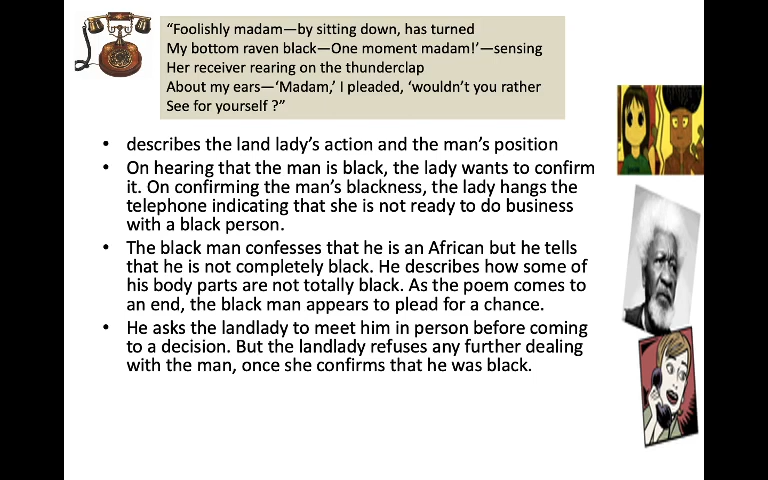 “Foolishly madam—by sitting down, has turned
My bottom raven black—One moment madam!’—sensing
Her receiver rearing on the thunderclap
About my ears—‘Madam,’ I pleaded, ‘wouldn’t you rather
See for yourself ?”
• describes the land lady’s action and the man’s position
• On hearing that the man is black, the lady wants to confirm
it. On confirming the man’s blackness, the lady hangs the
telephone indicating that she is not ready to do business
with a black person.
• The black man confesses that he is an African but he tells
that he is not completely black. He describes how some of
his body parts are not totally black. As the poem comes to
an end, the black man appears to plead for a chance.
• He asks the landlady to meet him in person before coming
to a decision. But the landlady refuses any further dealing
with the man, once she confirms that he was black.